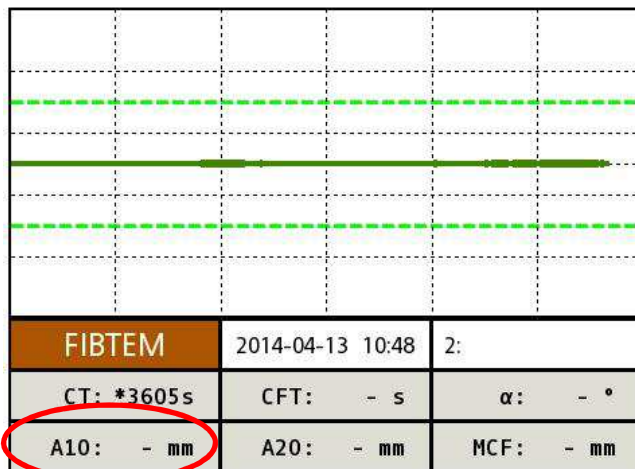 FIBTEM 2014-04-13 10:48 2:
CT: *3605s CFT: - s α: - °
A10: - mm A20: - mm MCF: - mm